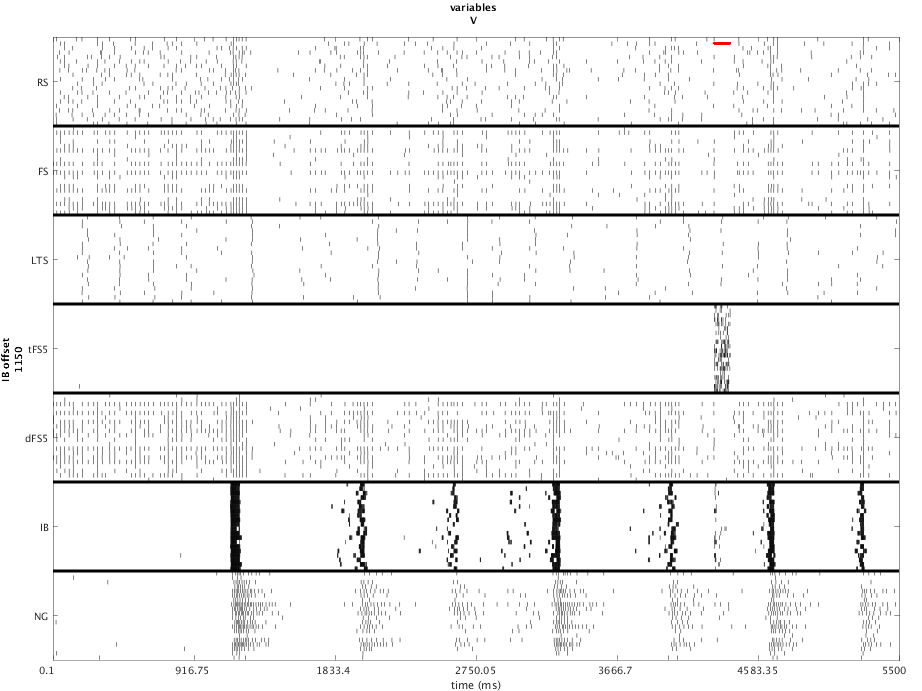 variables
V
RS
FS
LTS
tFS5
dFS5
IB
NG
IB offset
1150
0.1 916.75 1833.4 2750.05 3666.7 4583.35 5500
time (ms)